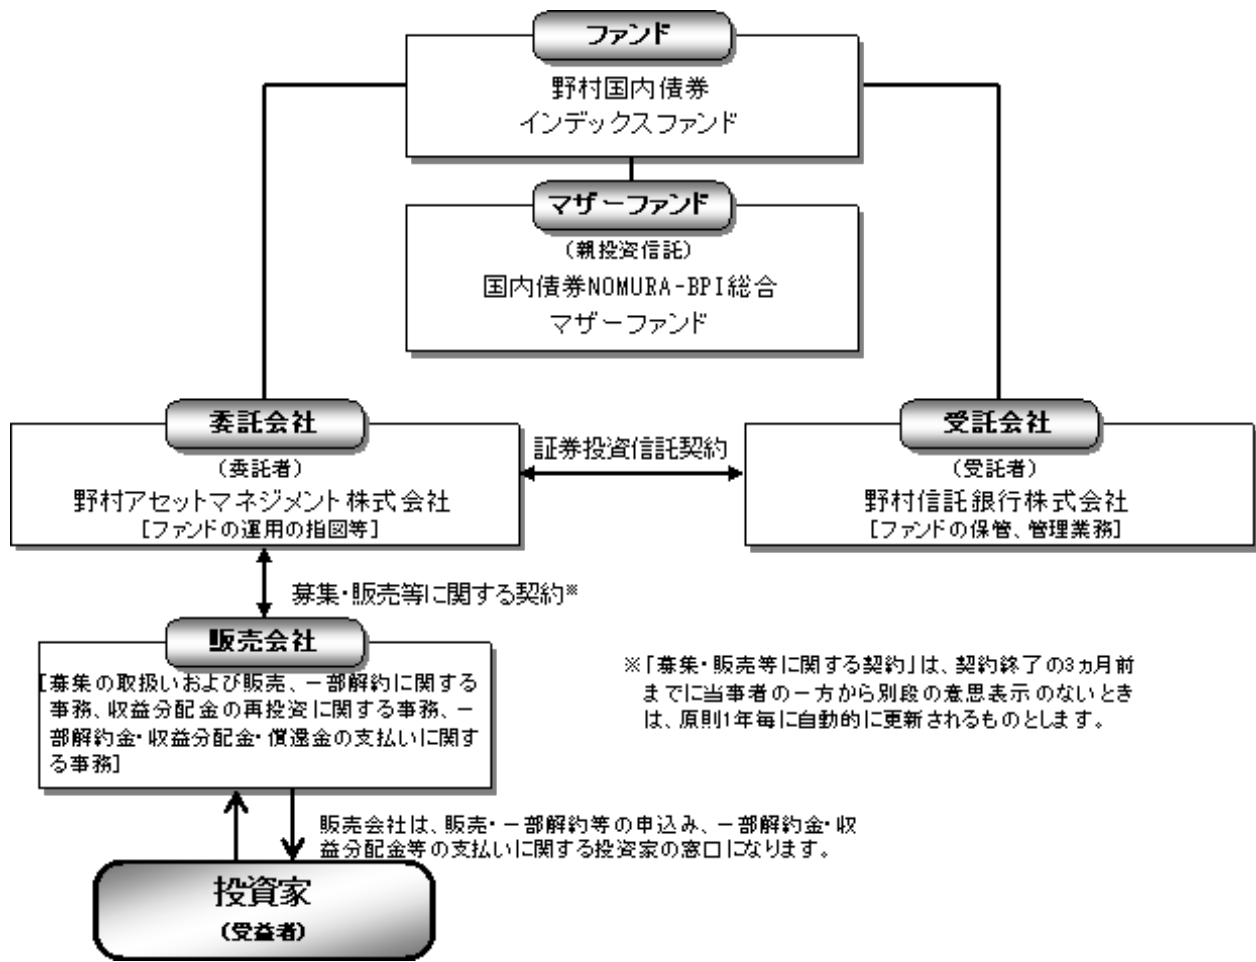 ファンド
野村国内債券
インデックスファンド
マザーファンド
(親投資信託)
国内債券NOMURA-BPI総合
マザーファンド
委託会社
(委託者)
野村アセットマネジメント株式会社
[ファンドの運用の指図等]
証券投資信託契約
受託会社
(受託者)
野村信託銀行株式会社
[ファンドの保管、管理業務]
募集・販売等に関する契約※
販売会社
[募集の取扱いおよび販売、一部解約に関する
事務、収益分配金の再投資に関する事務、一
部解約金・収益分配金・償還金の支払いに関す
る事務]
※「募集・販売等に関する契約」は、契約終了の3ヵ月前
までに当事者の一方から別段の意思表示のないとき
は、原則1年毎に自動的に更新されるものとします。
販売会社は、販売・一部解約等の申込み、一部解約金・収
益分配金等の支払いに関する投資家の窓口になります。
投資家
(受益者)